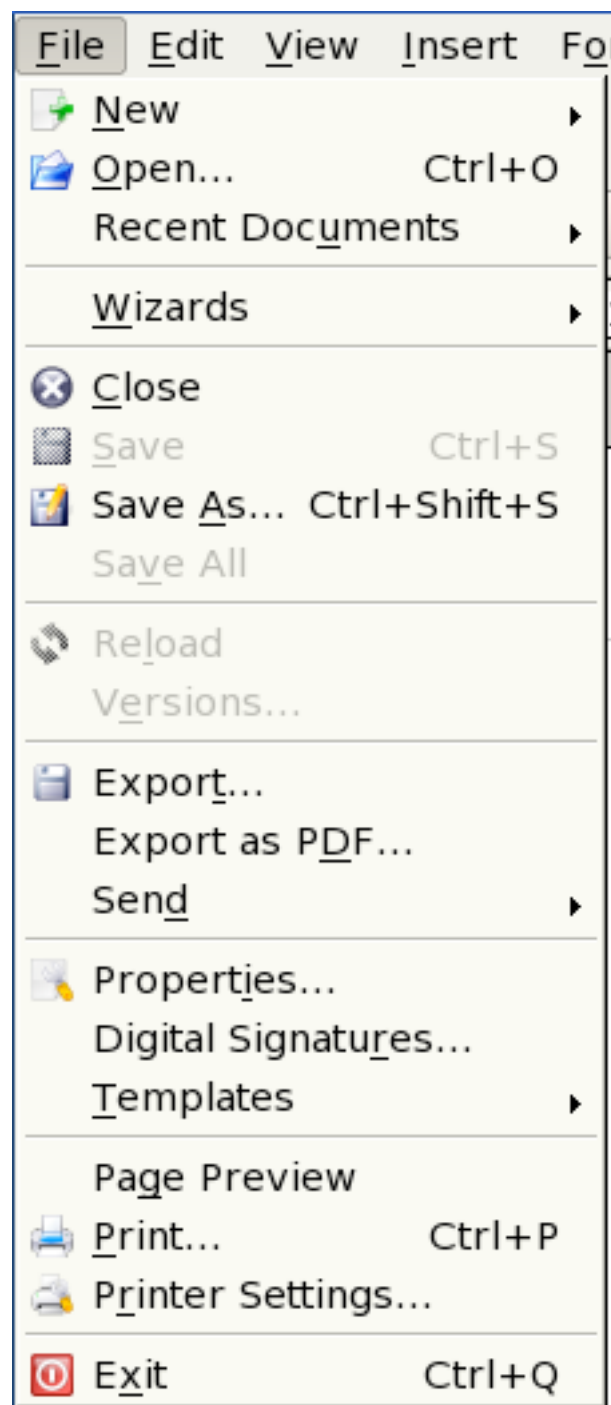 File Edit View Insert Fo
New
Open... Ctrl+O
Recent Documents
Wizards
Close
Save Ctrl+S
Save As... Ctrl+Shift+S
Save All
Reload
Versions...
Export...
Export as PDF...
Send
Properties...
Digital Signatures...
Templates
Page Preview
Print... Ctrl+P
Printer Settings...
Exit Ctrl+Q